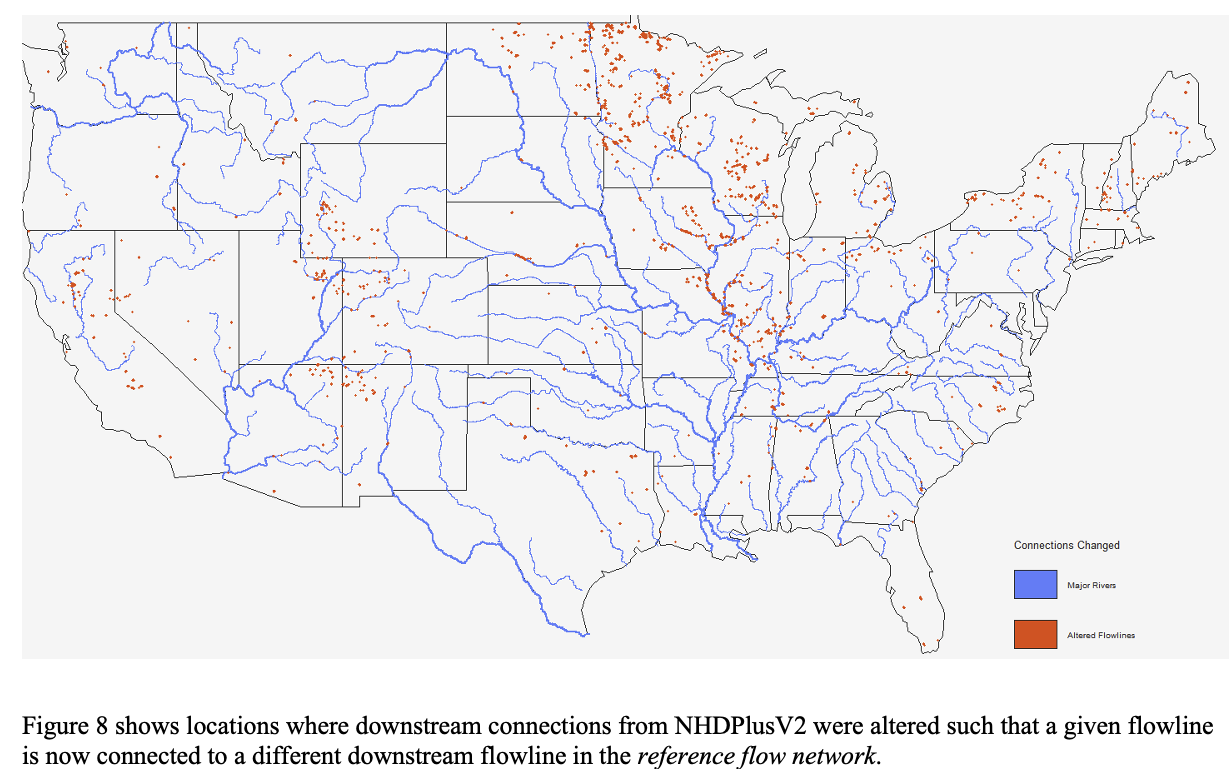 Connections Changed
Major Rivers
Altered Flowlines
Figure 8 shows locations where downstream connections from NHDPlusV2 were altered such that a given flowline
is now connected to a different downstream flowline in the reference flow network.